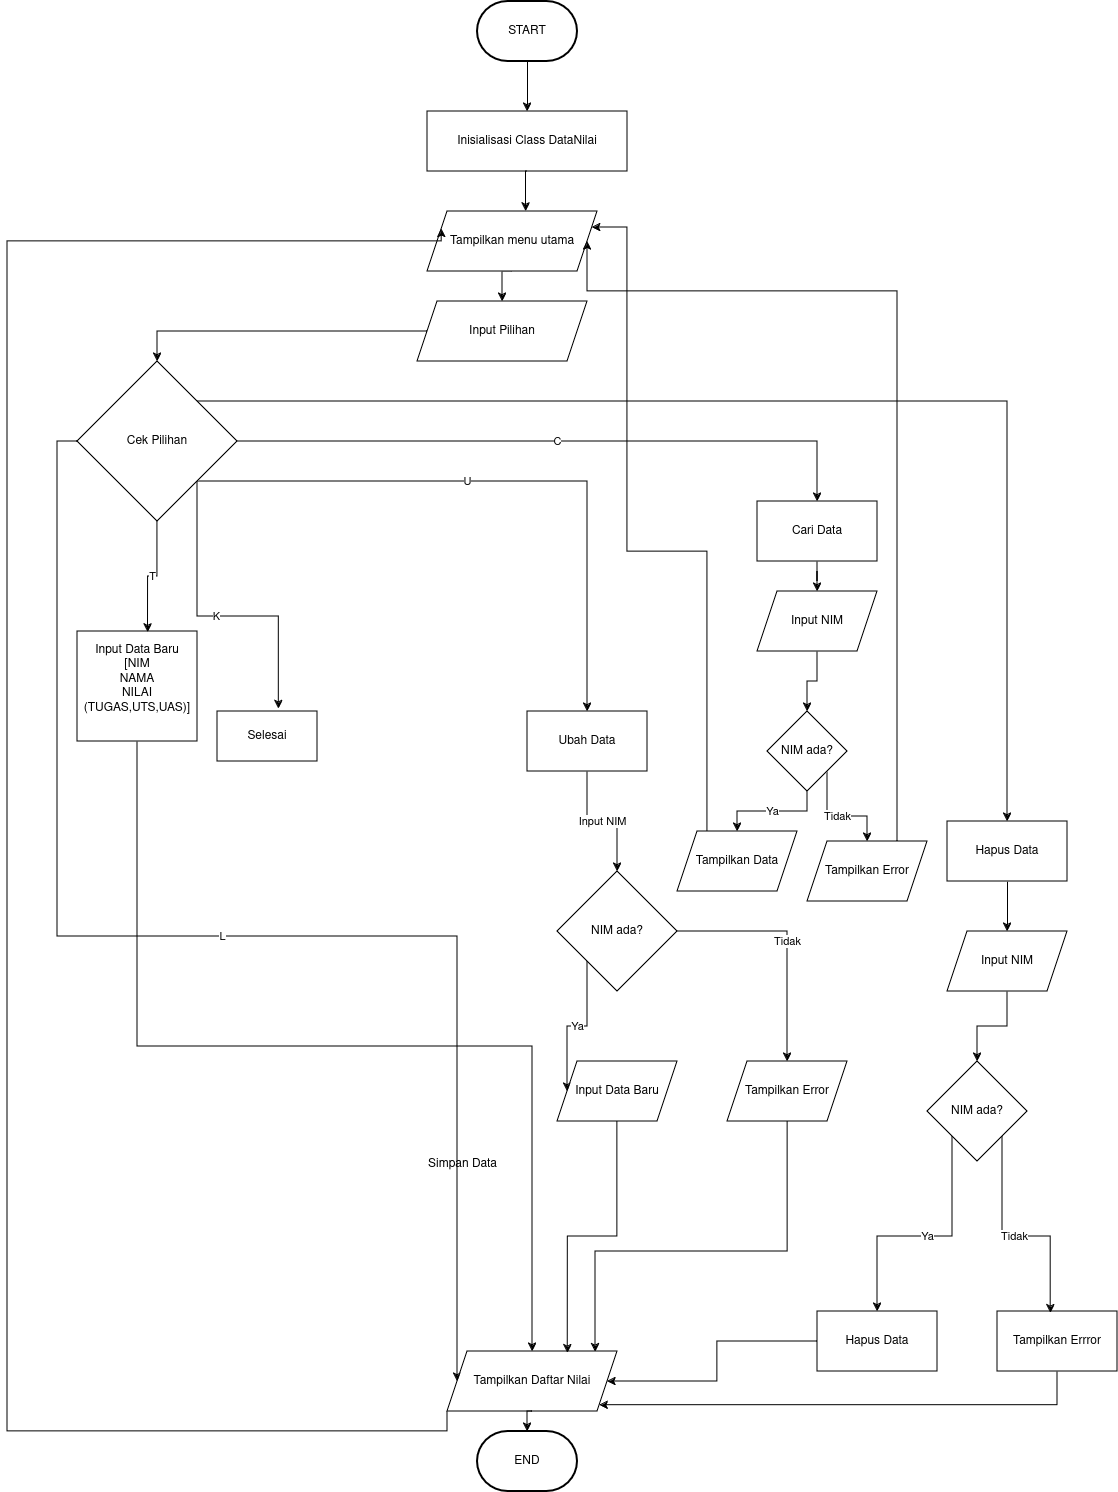 START
Inisialisasi Class DataNilai
Tampilkan menu utama
Input Pilihan
Cek Pilihan
C
U
Cari Data
T
K
Input NIM
Input Data Baru
[NIM
NAMA
NILAI
(TUGAS,UTS,UAS)]
Selesai
Ubah Data
NIM ada?
Ya
Tidak
Input NIM
Tampilkan Data
Tampilkan Error
Hapus Data
L
NIM ada?
Tidak
Input NIM
Ya
Input Data Baru
Tampilkan Error
NIM ada?
Simpan Data
Ya
Tidak
Hapus Data
Tampilkan Errror
Tampilkan Daftar Nilai
END